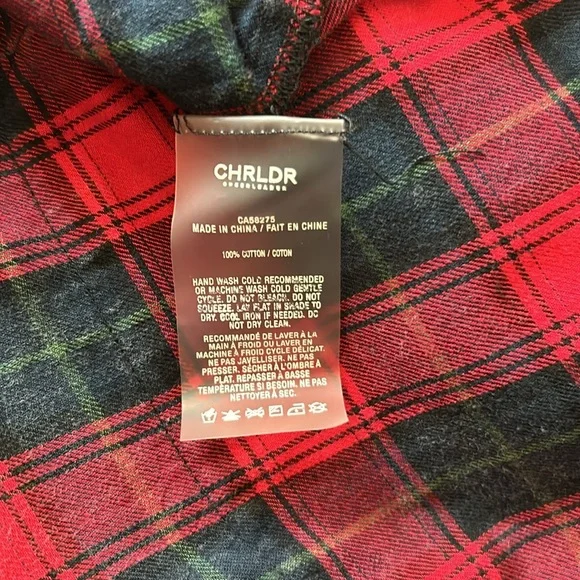 CHRLDR
CHEERLEADER
CA56275
MADE IN CHINA / FAIT EN CHINE
100% COTTON / COTON
HAND WASH COLD RECOMMENDED
OR MACHINE WASH COLD GENTLE
CYCLE. DO NOT BLEACH. DO NOT
SQUEEZE. LAY FLAT IN SHADE TO
DRY. COOL IRON IF NEEDED. DO
NOT DRY CLEAN.
RECOMMANDÉ DE LAVER À LA
MAIN À FROID OU LAVER EN
MACHINE À FROID CYCLE DÉLICAT.
NE PAS JAVELLISER. NE PAS
PRESSER. SÉCHER À L'OMBRE À
PLAT. REPASSER À BASSE
TEMPÉRATURE SI BESOIN. NE PAS
NETTOYER À SEC.